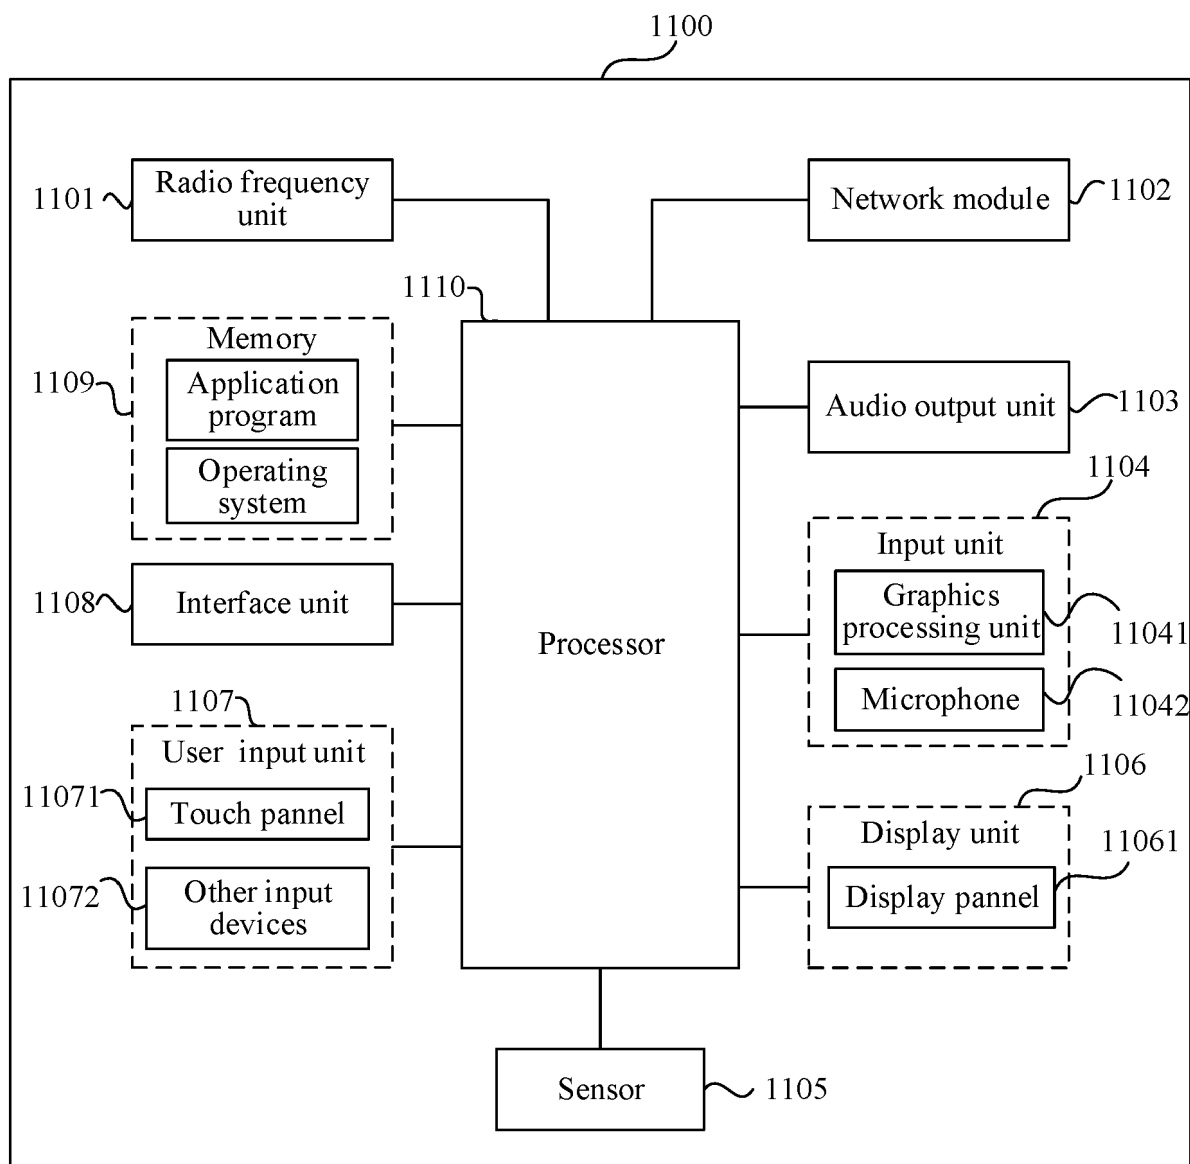 1100
1101
Radio frequency
unit
Network module
1102
1110
Memory
Application
program
Operating
system
1109
Audio output unit
1103
1104
Input unit
Graphics
processing unit
11041
Microphone
11042
1108
Interface unit
Processor
1107
User input unit
11071
Touch pannel
11072
Other input
devices
1106
Display unit
11061
Display pannel
Sensor
1105